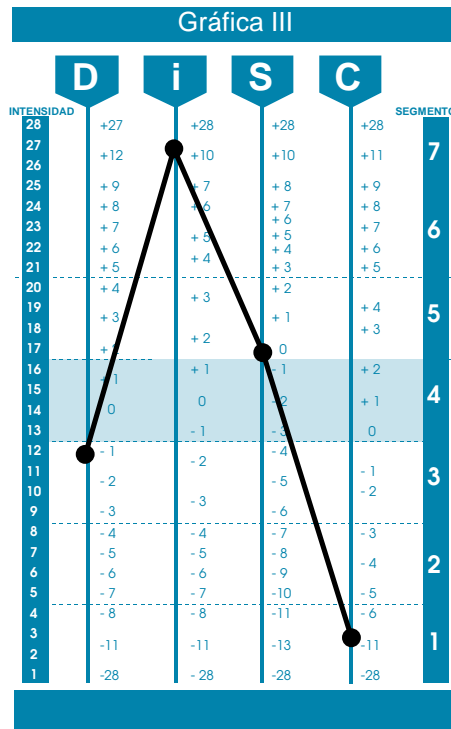 Gráfica III
D i S C
INTENSIDAD SEGMENTO
28 +27 +28 +28 +28
27 7
+12 +10 +10 +11
26
25 + 9 + 7 + 8 + 9
24 + 8 + 6 + 7 + 8
+ 6
23 + 7 + 7 6
+ 5 + 5
22 + 6 + 4 + 6
+ 4
21 + 5 + 3 + 5
20 + 4 + 2
+ 3
19 + 4
+ 3 + 1 5
18 + 3
+ 2
17 0
16 + 1 - 1 + 2
+ 1
15 4
14 0 0 - 2 + 1
13 - 1 - 3 0
12 - 1 - 4
- 2
11 - 1
- 2 - 5 3
10 - 2
- 3
9 - 3 - 6
8 - 4 - 4 - 7 - 3
7 - 5 - 5 - 8
- 4 2
6 - 6 - 6 - 9
5 - 7 - 7 -10 - 5
4 - 8 - 8 -11 - 6
3
-11 -11 -13 -11 1
2
1 -28 - 28 -28 -28